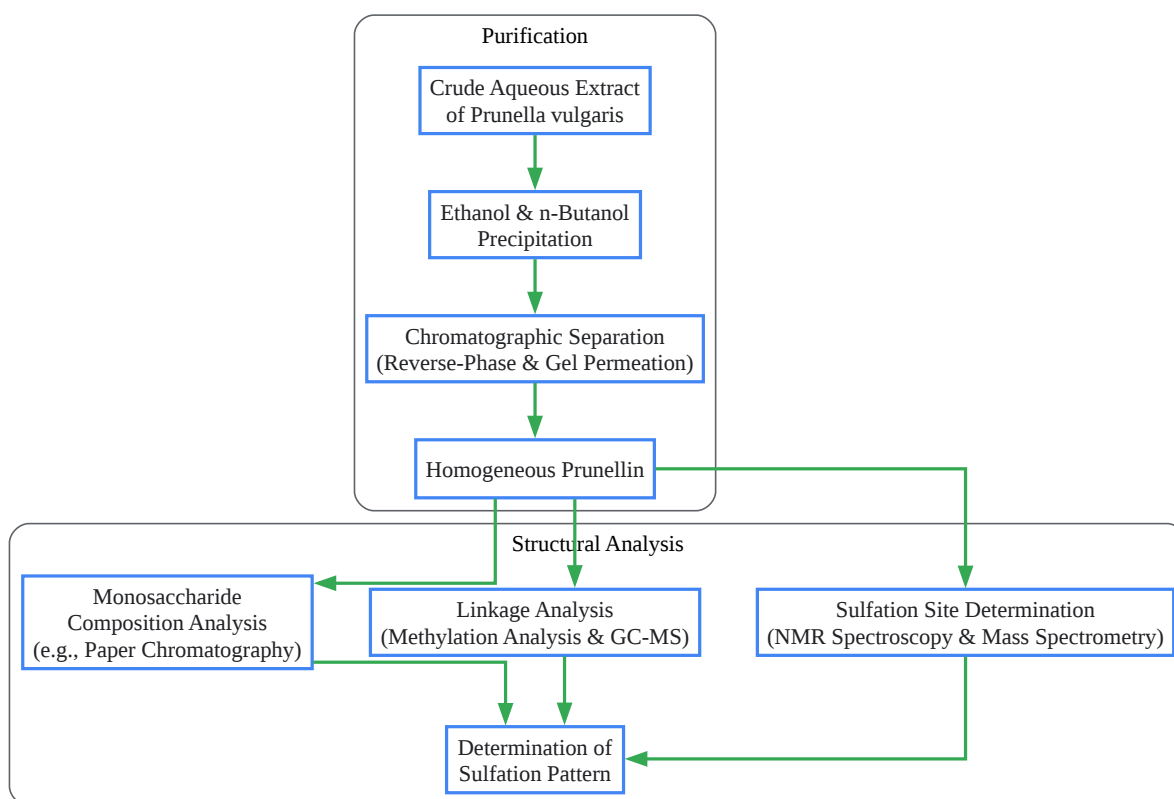 Purification
Crude Aqueous Extract
of Prunella vulgaris
Ethanol & n-Butanol
Precipitation
Chromatographic Separation
(Reverse-Phase & Gel Permeation)
Homogeneous Prunellin
Structural Analysis
Monosaccharide
Composition Analysis
(e.g., Paper Chromatography)
Linkage Analysis
(Methylation Analysis & GC-MS)
Sulfation Site Determination
(NMR Spectroscopy & Mass Spectrometry)
Determination of
Sulfation Pattern